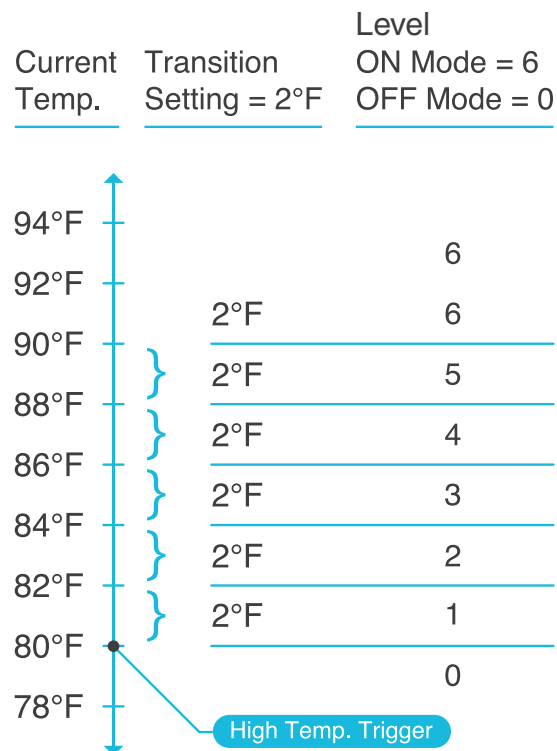 Current Temp.
Transition Setting = 2°F
Level
ON Mode = 6
OFF Mode = 0
94°F
6
92°F
2°F 6
90°F
2°F 5
88°F
2°F 4
86°F
2°F 3
84°F
2°F 2
82°F
2°F 1
80°F
0
78°F
High Temp. Trigger